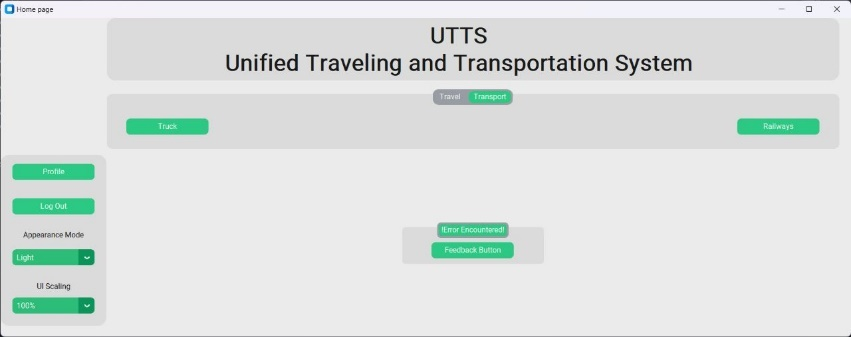 Home page
UTTS
Unified Traveling and Transportation System
Travel Transport
Truck Railways
Profile
Log Out
Appearance Mode
Light
UI Scaling
100%
!Error Encountered!
Feedback Button